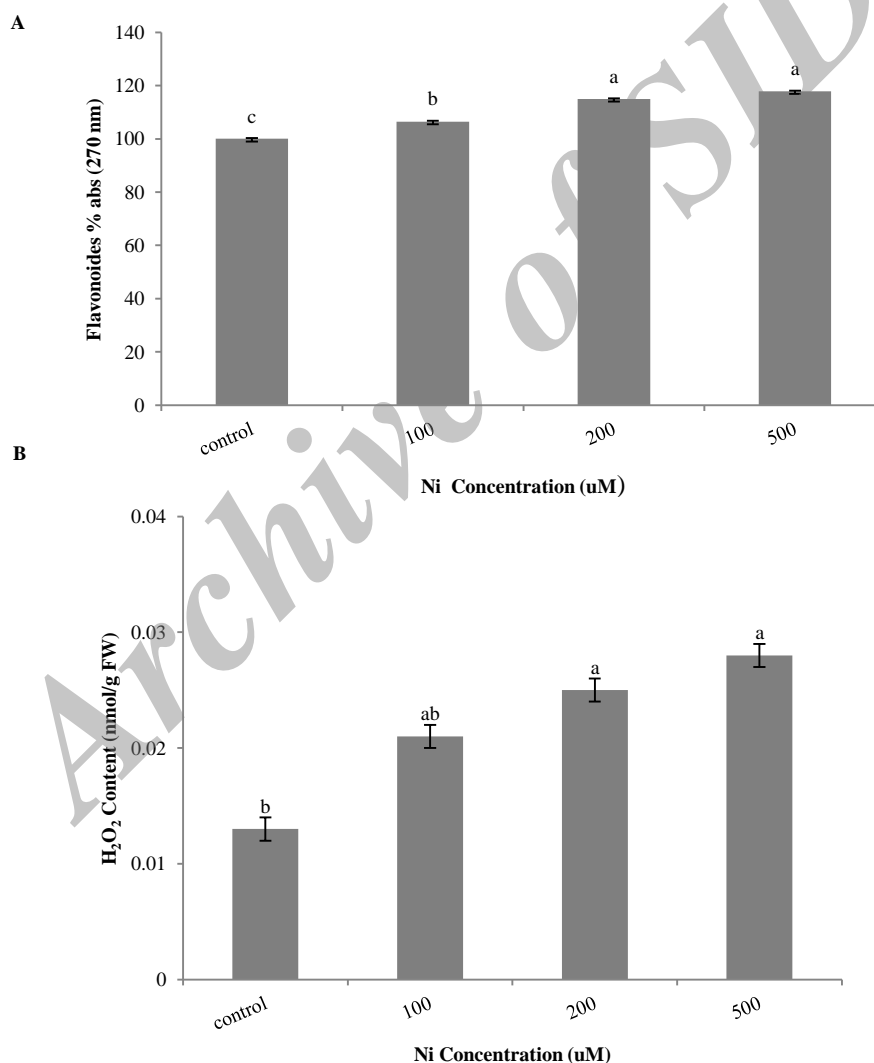 A
140
120
100
80
60
40
20
0
Flavonoides % abs (270 nm)
c
b
a
a
control
100
200
500
Ni Concentration (uM)
B
0.04
0.03
0.02
0.01
0
H₂O₂ Content (nmol/g FW)
b
ab
a
a
control
100
200
500
Ni Concentration (uM)
Archive of SID